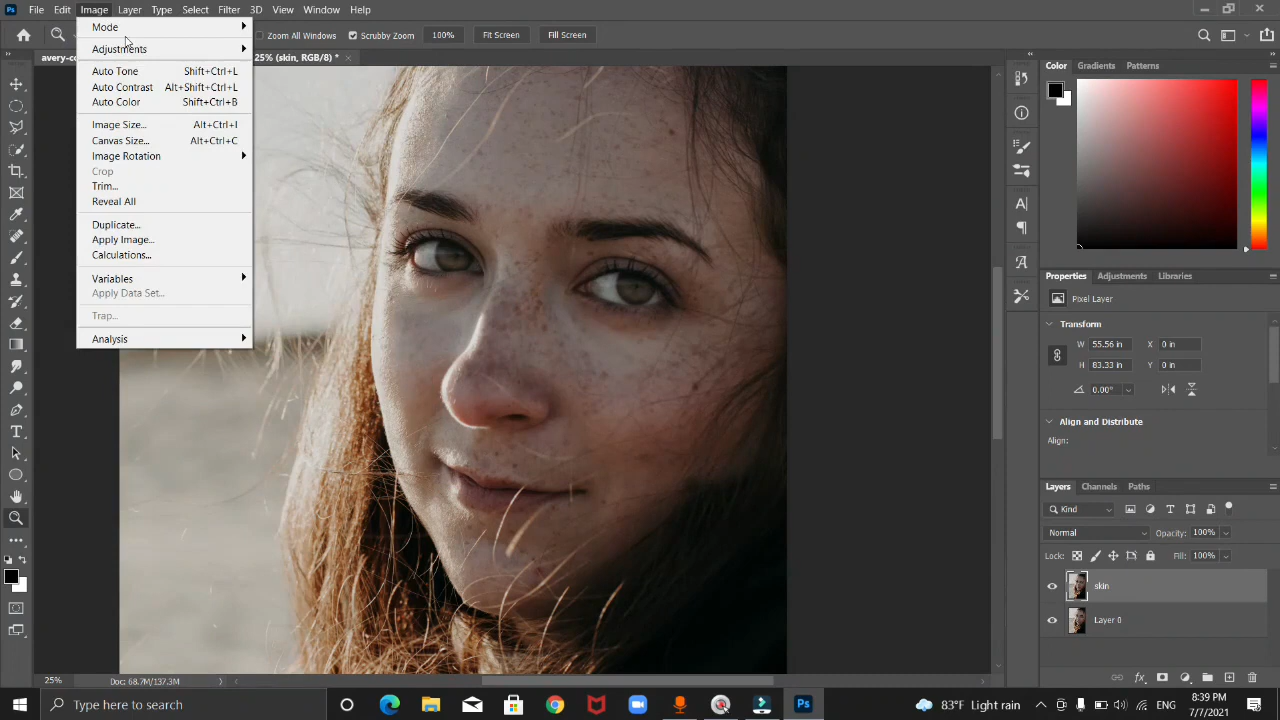 Ps File Edit Image Layer Type Select Filter 3D View Window Help
Scrubby Zoom Zoom All Windows 100% Fit Screen Fill Screen
avery-co 25% (skin, RGB/8) *
Mode
Adjustments
Auto Tone Shift+Ctrl+L
Auto Contrast Alt+Shift+Ctrl+L
Auto Color Shift+Ctrl+B
Image Size... Alt+Ctrl+I
Canvas Size... Alt+Ctrl+C
Image Rotation
Crop
Trim...
Reveal All
Duplicate...
Apply Image...
Calculations...
Variables
Apply Data Set...
Trap...
Analysis
Color Gradients Patterns
Properties Adjustments Libraries
Pixel Layer
Transform
W 55.56 in X 0 in
H 83.33 in Y 0 in
0.00°
Align and Distribute
Align:
Layers Channels Paths
Kind
Normal Opacity: 100%
Lock: Fill: 100%
skin
Layer 0
25% Doc: 68.7M/137.3M
Type here to search
Ps
83°F Light rain
ENG
8:39 PM
7/7/2021